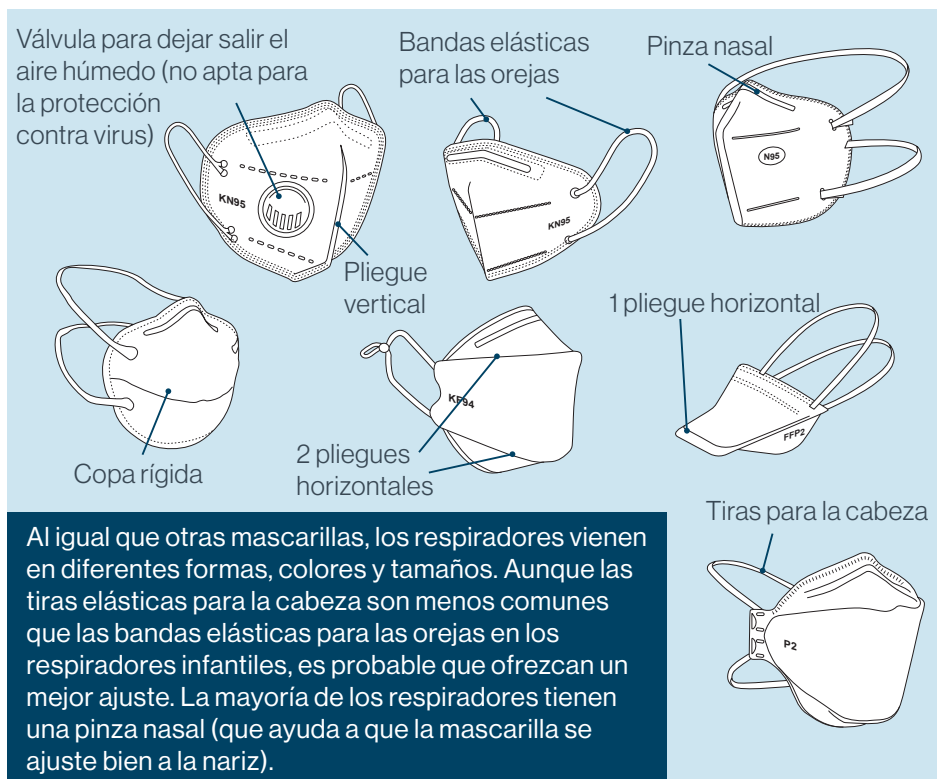 Válvula para dejar salir el
aire húmedo (no apta para
la protección
contra virus)
Bandas elásticas
para las orejas
Pinza nasal
KN95
KN95
N95
Pliegue
vertical
1 pliegue horizontal
KF94
FFP2
Copa rígida
2 pliegues
horizontales
Tiras para la cabeza
P2
Al igual que otras mascarillas, los respiradores vienen
en diferentes formas, colores y tamaños. Aunque las
tiras elásticas para la cabeza son menos comunes
que las bandas elásticas para las orejas en los
respiradores infantiles, es probable que ofrezcan un
mejor ajuste. La mayoría de los respiradores tienen
una pinza nasal (que ayuda a que la mascarilla se
ajuste bien a la nariz).